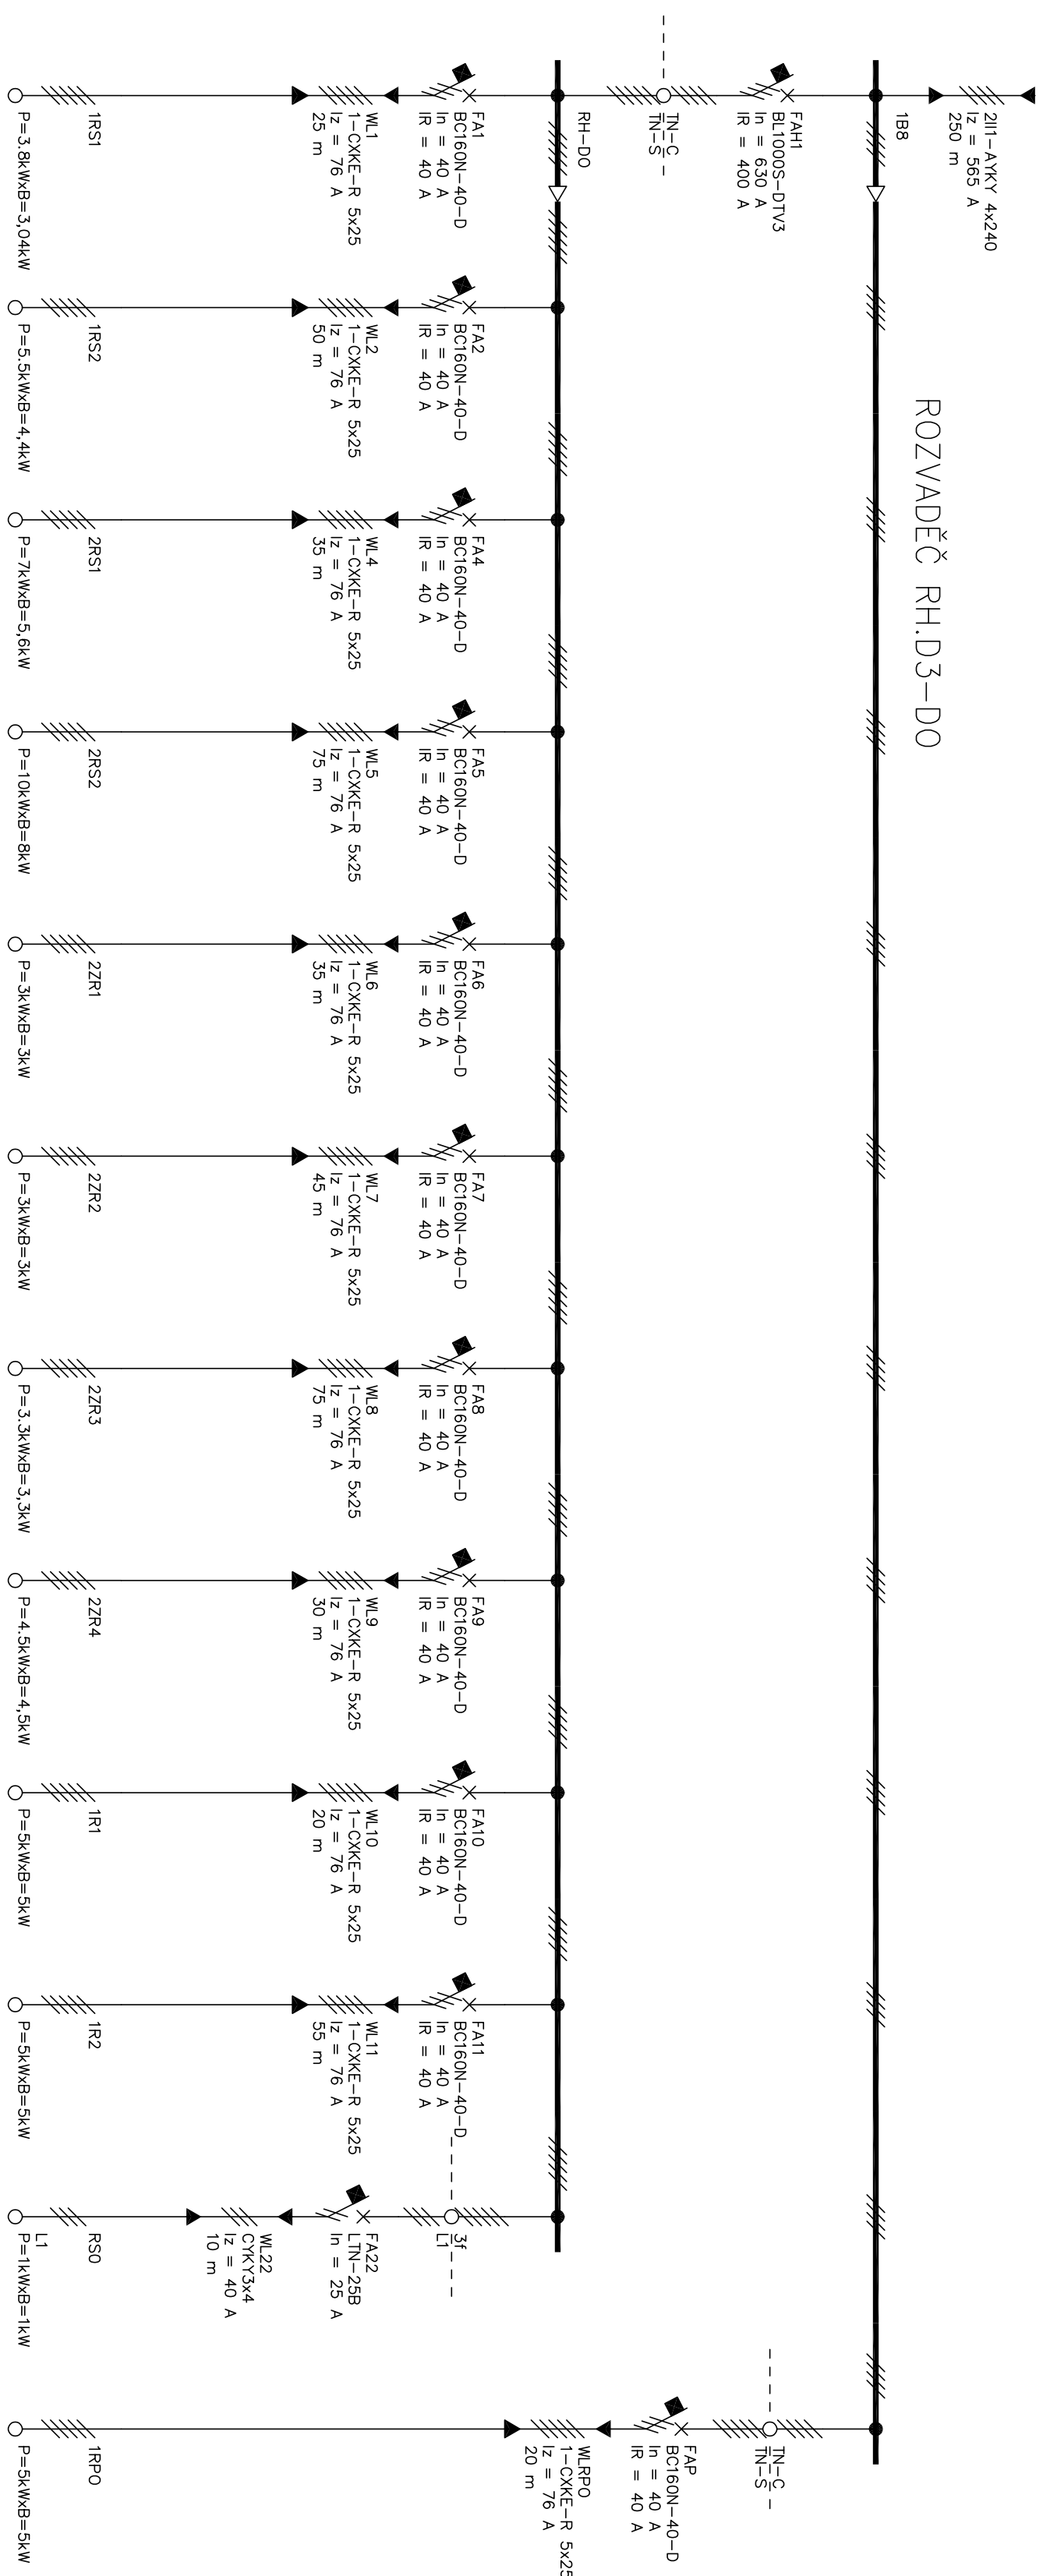 2II1-AYKY 4x240
Iz = 565 A
250 m
ROZVADĚČ RH.D3-DO
1B8
FAH1
BL1000S-DTV3
In = 630 A
IR = 400 A
TN-C
TN-S
RH-DO
FA1
BC160N-40-D
In = 40 A
IR = 40 A
WL1
1-CXKE-R 5x25
Iz = 76 A
25 m
1RS1
P=3.8kWxB=3,04kW
FA2
BC160N-40-D
In = 40 A
IR = 40 A
WL2
1-CXKE-R 5x25
Iz = 76 A
50 m
1RS2
P=5.5kWxB=4,4kW
FA4
BC160N-40-D
In = 40 A
IR = 40 A
WL4
1-CXKE-R 5x25
Iz = 76 A
35 m
2RS1
P=7kWxB=5,6kW
FA5
BC160N-40-D
In = 40 A
IR = 40 A
WL5
1-CXKE-R 5x25
Iz = 76 A
75 m
2RS2
P=10kWxB=8kW
FA6
BC160N-40-D
In = 40 A
IR = 40 A
WL6
1-CXKE-R 5x25
Iz = 76 A
35 m
2ZR1
P=3kWxB=3kW
FA7
BC160N-40-D
In = 40 A
IR = 40 A
WL7
1-CXKE-R 5x25
Iz = 76 A
45 m
2ZR2
P=3kWxB=3kW
FA8
BC160N-40-D
In = 40 A
IR = 40 A
WL8
1-CXKE-R 5x25
Iz = 76 A
75 m
2ZR3
P=3.3kWxB=3,3kW
FA9
BC160N-40-D
In = 40 A
IR = 40 A
WL9
1-CXKE-R 5x25
Iz = 76 A
30 m
2ZR4
P=4.5kWxB=4,5kW
FA10
BC160N-40-D
In = 40 A
IR = 40 A
WL10
1-CXKE-R 5x25
Iz = 76 A
20 m
1R1
P=5kWxB=5kW
FA11
BC160N-40-D
In = 40 A
IR = 40 A
WL11
1-CXKE-R 5x25
Iz = 76 A
55 m
1R2
P=5kWxB=5kW
3f
L1
FA22
LTN-25B
In = 25 A
WL22
CYKY3x4
Iz = 40 A
10 m
RS0
L1
P=1kWxB=1kW
TN-C
TN-S
FAP
BC160N-40-D
In = 40 A
IR = 40 A
WLRPO
1-CXKE-R 5x25
Iz = 76 A
20 m
1RPO
P=5kWxB=5kW